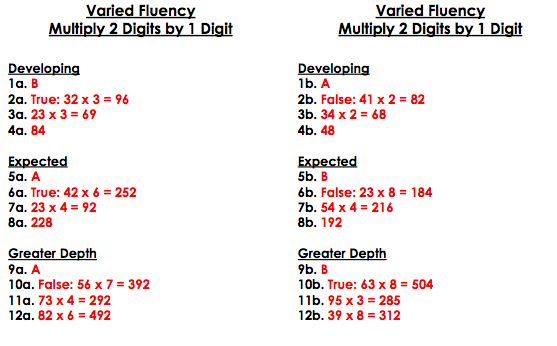 Varied Fluency
Multiply 2 Digits by 1 Digit
Developing
1a. B
2a. True: 32 x 3 = 96
3a. 23 x 3 = 69
4a. 84
Expected
5a. A
6a. True: 42 x 6 = 252
7a. 23 x 4 = 92
8a. 228
Greater Depth
9a. A
10a. False: 56 x 7 = 392
11a. 73 x 4 = 292
12a. 82 x 6 = 492
Varied Fluency
Multiply 2 Digits by 1 Digit
Developing
1b. A
2b. False: 41 x 2 = 82
3b. 34 x 2 = 68
4b. 48
Expected
5b. B
6b. False: 23 x 8 = 184
7b. 54 x 4 = 216
8b. 192
Greater Depth
9b. B
10b. True: 63 x 8 = 504
11b. 95 x 3 = 285
12b. 39 x 8 = 312